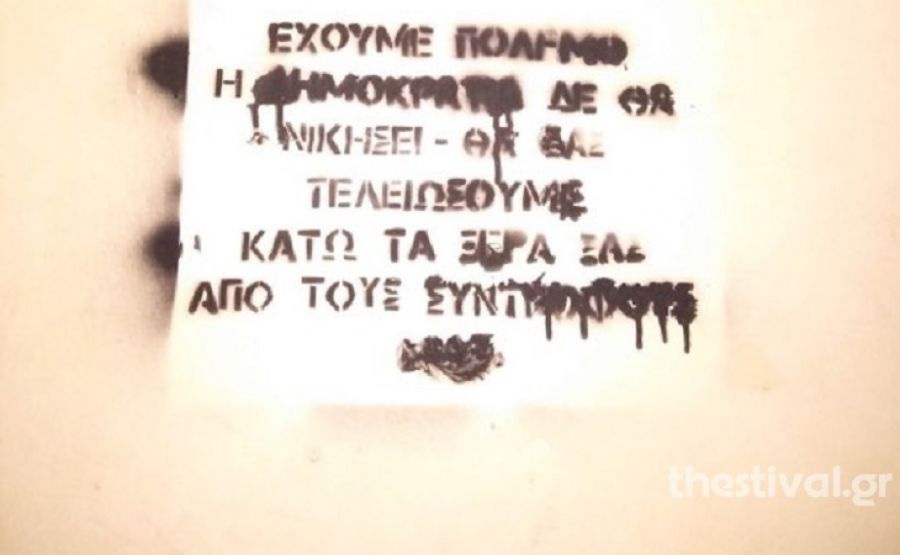 ΕΧΟΥΜΕ ΠΟΛΕΜΟ
Η ΔΗΜΟΚΡΑΤΙΑ ΔΕ ΘΑ
ΝΙΚΗΣΕΙ - ΘΑ ΣΑΣ
ΤΕΛΕΙΩΣΟΥΜΕ
ΚΑΤΩ ΤΑ ΞΕΡΑ ΣΑΣ
ΑΠΟ ΤΟΥΣ ΣΥΝΤΡΟΦΟΥΣ
thestival.gr